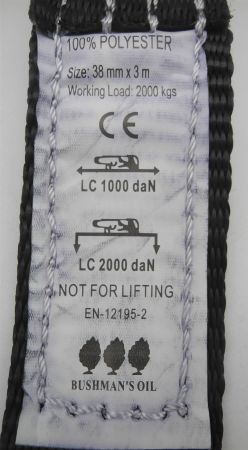 100% POLYESTER
Size: 38 mm x 3 m
Working Load: 2000 kgs
CE
LC 1000 daN
LC 2000 daN
NOT FOR LIFTING
EN-12195-2
BUSHMAN'S OIL